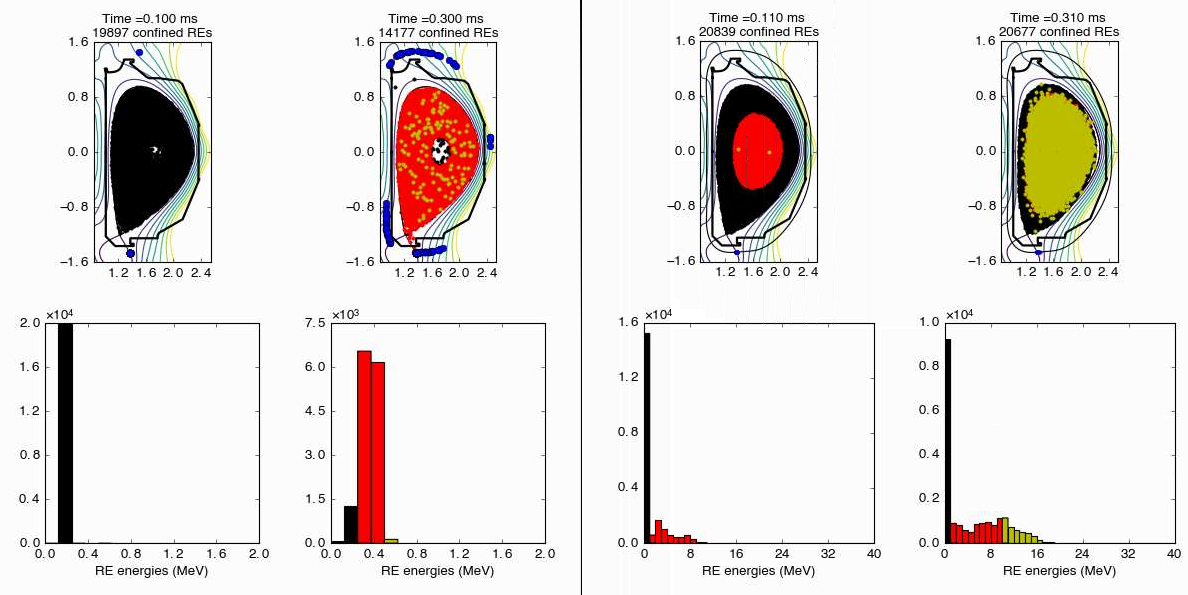 Time =0.100 ms
19897 confined REs
Time =0.300 ms
14177 confined REs
Time =0.110 ms
20839 confined REs
Time =0.310 ms
20677 confined REs
1.6
0.8
0.0
−0.8
−1.6
1.2 1.6 2.0 2.4
1.6
0.8
0.0
−0.8
−1.6
1.2 1.6 2.0 2.4
1.6
0.8
0.0
−0.8
−1.6
1.2 1.6 2.0 2.4
1.6
0.8
0.0
−0.8
−1.6
1.2 1.6 2.0 2.4
×10⁴
2.0
1.6
1.2
0.8
0.4
0.0
0.0 0.4 0.8 1.2 1.6 2.0
RE energies (MeV)
×10³
7.5
6.0
4.5
3.0
1.5
0.0
0.0 0.4 0.8 1.2 1.6 2.0
RE energies (MeV)
×10⁴
1.6
1.2
0.8
0.4
0.0
0 8 16 24 32 40
RE energies (MeV)
×10⁴
1.0
0.8
0.6
0.4
0.2
0.0
0 8 16 24 32 40
RE energies (MeV)